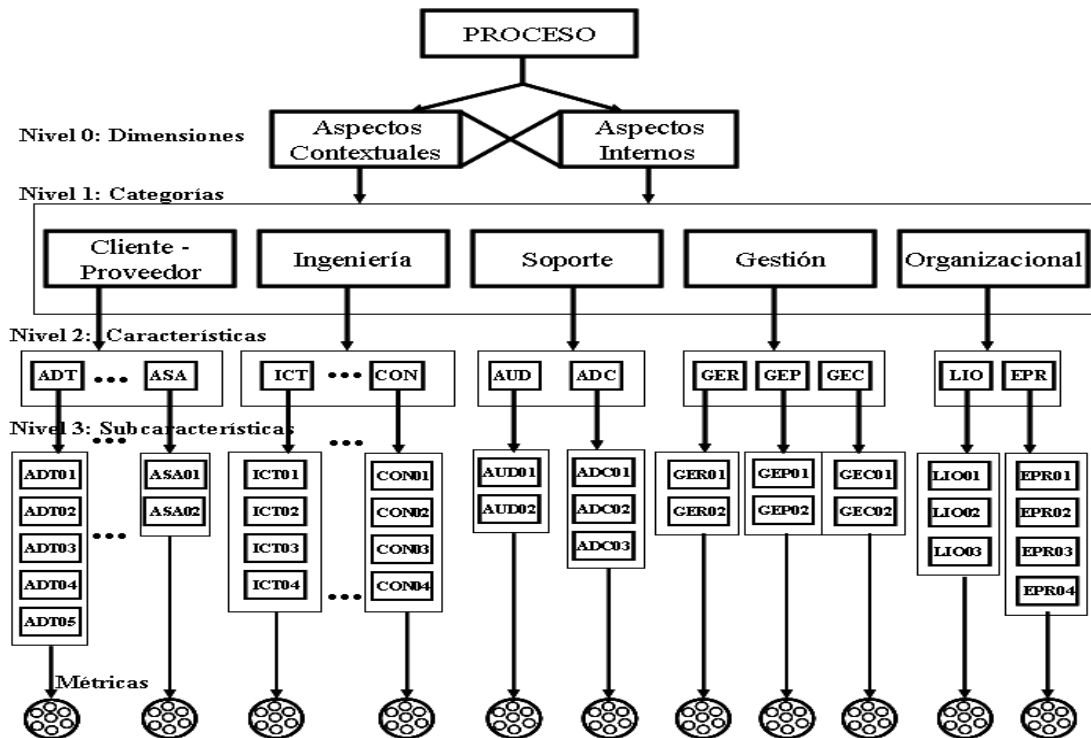 PROCESO
Nivel 0: Dimensiones
Aspectos
Contextuales
Aspectos
Internos
Nivel 1: Categorías
Cliente -
Proveedor
Ingeniería
Soporte
Gestión
Organizacional
Nivel 2: Características
ADT ••• ASA
ICT ••• CON
AUD ADC
GER GEP GEC
LIO EPR
Nivel 3: Subcaracterísticas
ADT01
ADT02
ADT03
ADT04
ADT05
ASA01
ASA02
ICT01
ICT02
ICT03
ICT04
CON01
CON02
CON03
CON04
AUD01
AUD02
ADC01
ADC02
ADC03
GER01
GER02
GEP01
GEP02
GEC01
GEC02
LIO01
LIO02
LIO03
EPR01
EPR02
EPR03
EPR04
Métricas